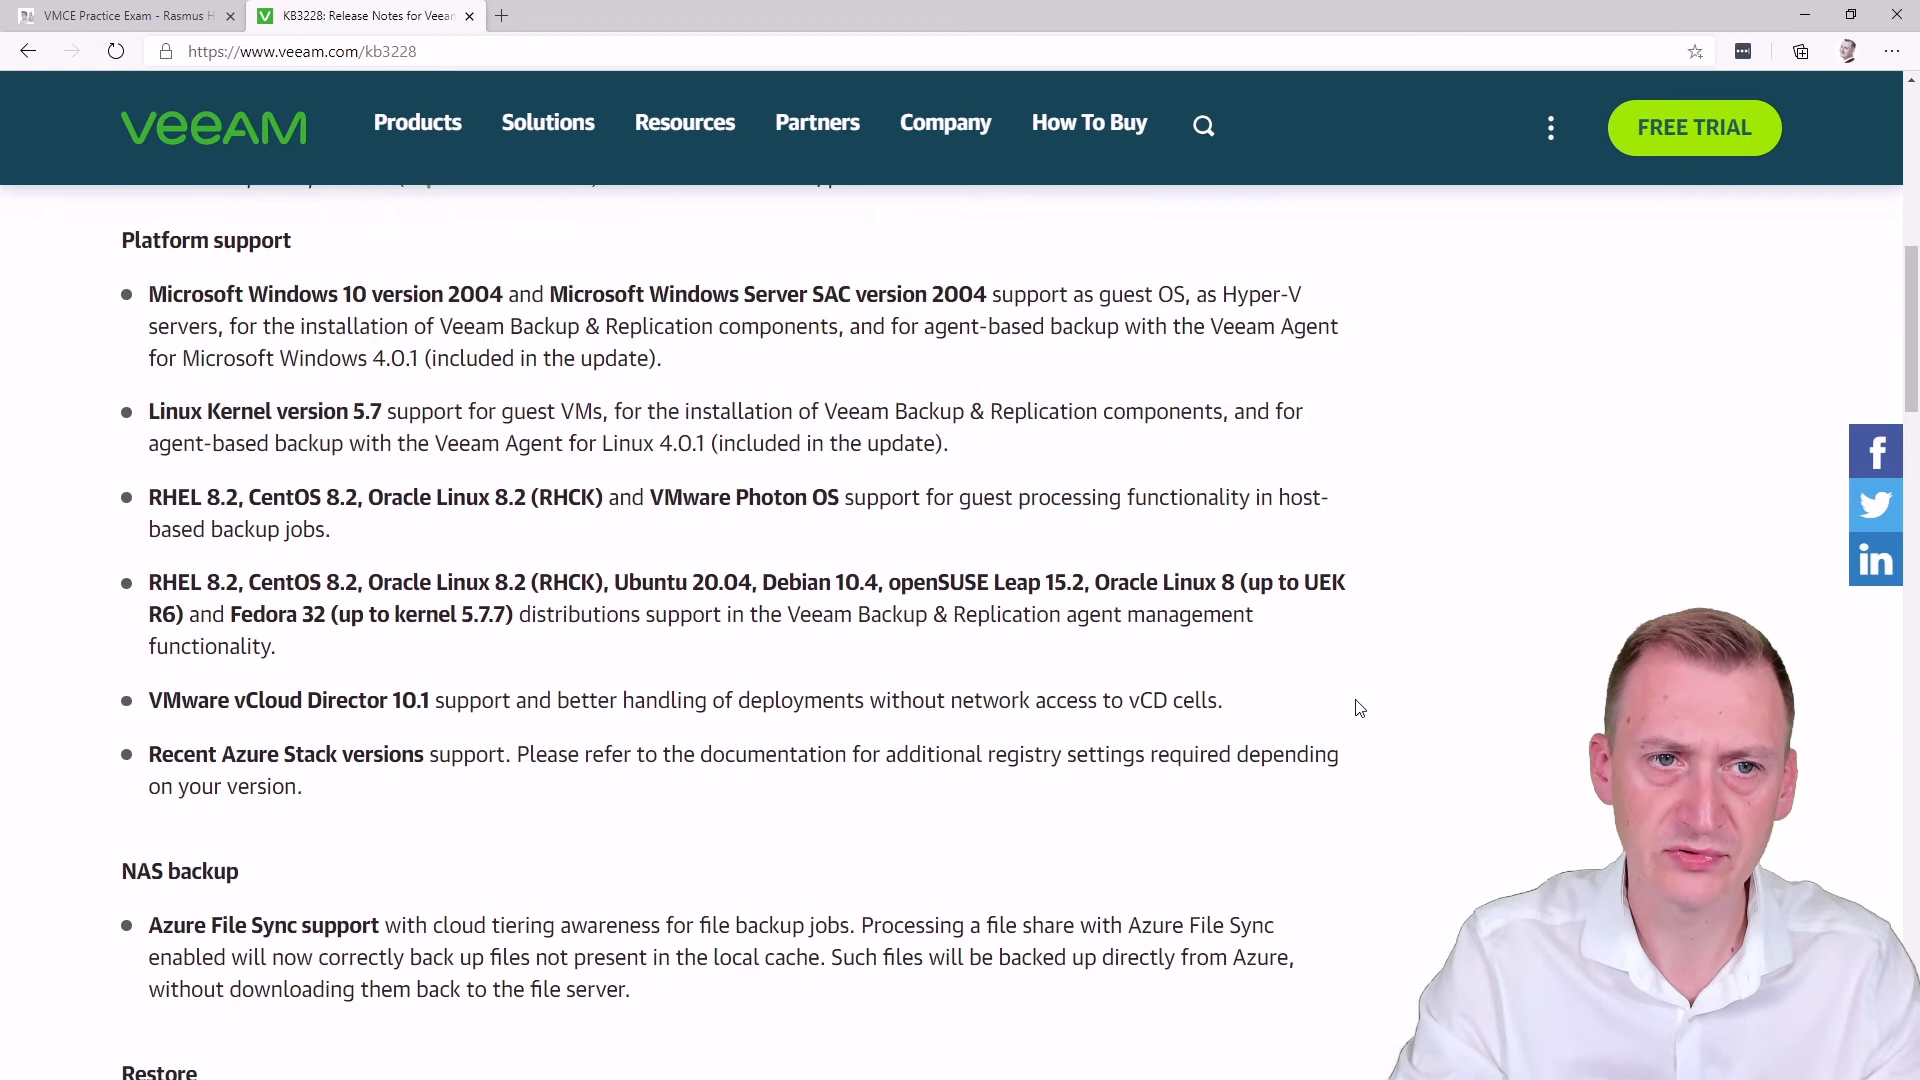 VMCE Practice Exam - Rasmus H
KB3228: Release Notes for Veeam
https://www.veeam.com/kb3228
veeam
Products
Solutions
Resources
Partners
Company
How To Buy
FREE TRIAL
Platform support
Microsoft Windows 10 version 2004 and Microsoft Windows Server SAC version 2004 support as guest OS, as Hyper-V
servers, for the installation of Veeam Backup & Replication components, and for agent-based backup with the Veeam Agent
for Microsoft Windows 4.0.1 (included in the update).
Linux Kernel version 5.7 support for guest VMs, for the installation of Veeam Backup & Replication components, and for
agent-based backup with the Veeam Agent for Linux 4.0.1 (included in the update).
RHEL 8.2, CentOS 8.2, Oracle Linux 8.2 (RHCK) and VMware Photon OS support for guest processing functionality in host-
based backup jobs.
RHEL 8.2, CentOS 8.2, Oracle Linux 8.2 (RHCK), Ubuntu 20.04, Debian 10.4, openSUSE Leap 15.2, Oracle Linux 8 (up to UEK
R6) and Fedora 32 (up to kernel 5.7.7) distributions support in the Veeam Backup & Replication agent management
functionality.
VMware vCloud Director 10.1 support and better handling of deployments without network access to vCD cells.
Recent Azure Stack versions support. Please refer to the documentation for additional registry settings required depending
on your version.
NAS backup
Azure File Sync support with cloud tiering awareness for file backup jobs. Processing a file share with Azure File Sync
enabled will now correctly back up files not present in the local cache. Such files will be backed up directly from Azure,
without downloading them back to the file server.
Restore